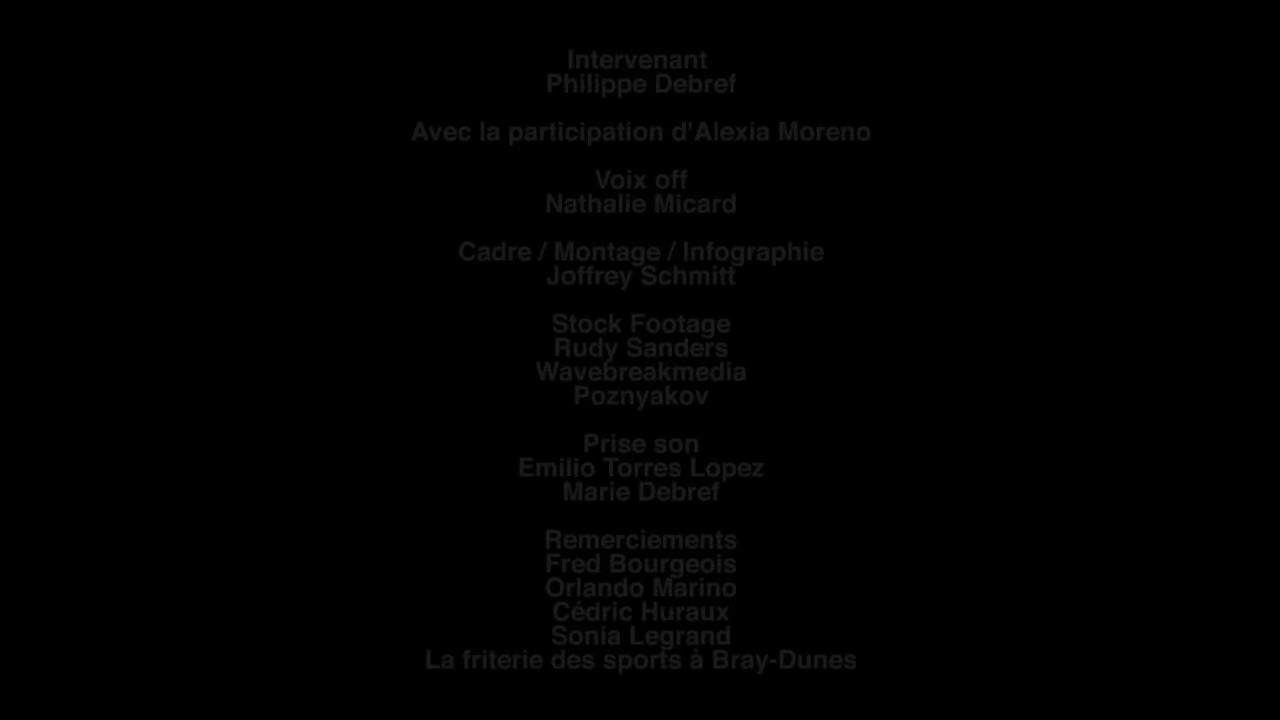 Intervenant
Philippe Debref
Avec la participation d'Alexia Moreno
Voix off
Nathalie Micard
Cadre / Montage / Infographie
Joffrey Schmitt
Stock Footage
Rudy Sanders
Wavebreakmedia
Poznyakov
Prise son
Emilio Torres Lopez
Marie Debref
Remerciements
Fred Bourgeois
Orlando Marino
Cédric Huraux
Sonia Legrand
La friterie des sports à Bray-Dunes